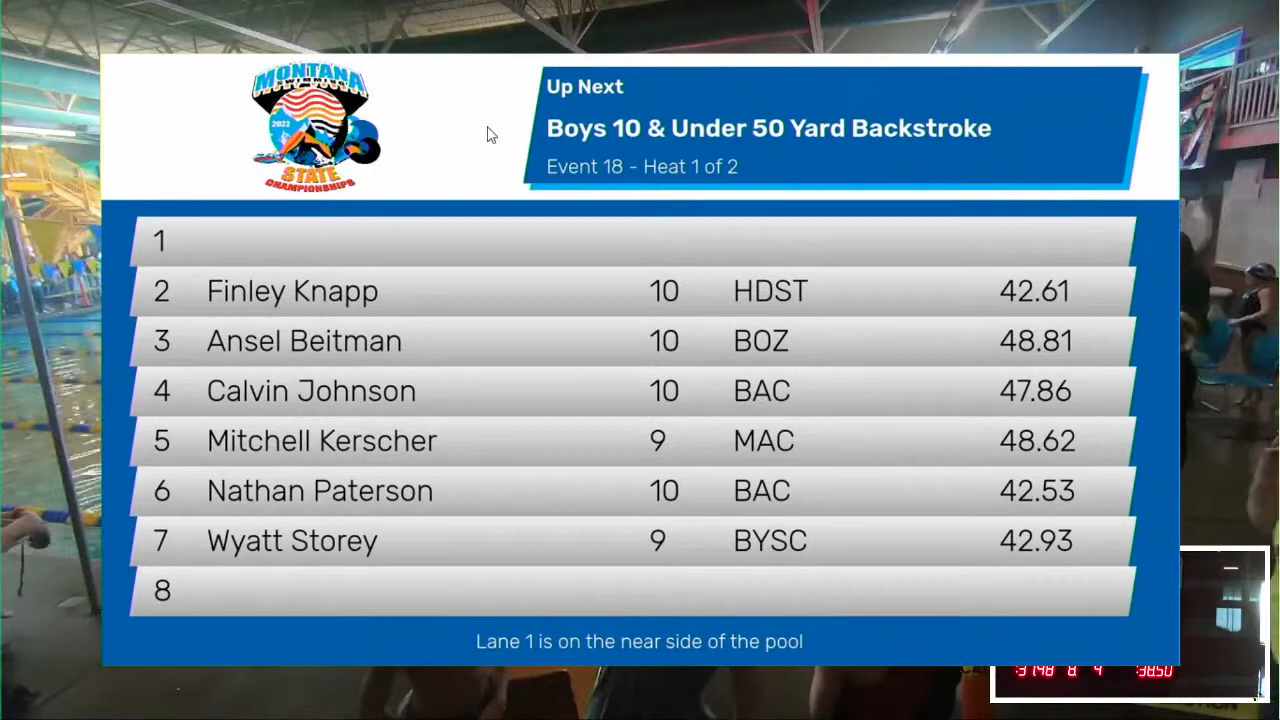 MONTANA
SWIMMING
2022
STATE
CHAMPIONSHIPS
Up Next
Boys 10 & Under 50 Yard Backstroke
Event 18 - Heat 1 of 2
1
2 Finley Knapp 10 HDST 42.61
3 Ansel Beitman 10 BOZ 48.81
4 Calvin Johnson 10 BAC 47.86
5 Mitchell Kerscher 9 MAC 48.62
6 Nathan Paterson 10 BAC 42.53
7 Wyatt Storey 9 BYSC 42.93
8
Lane 1 is on the near side of the pool